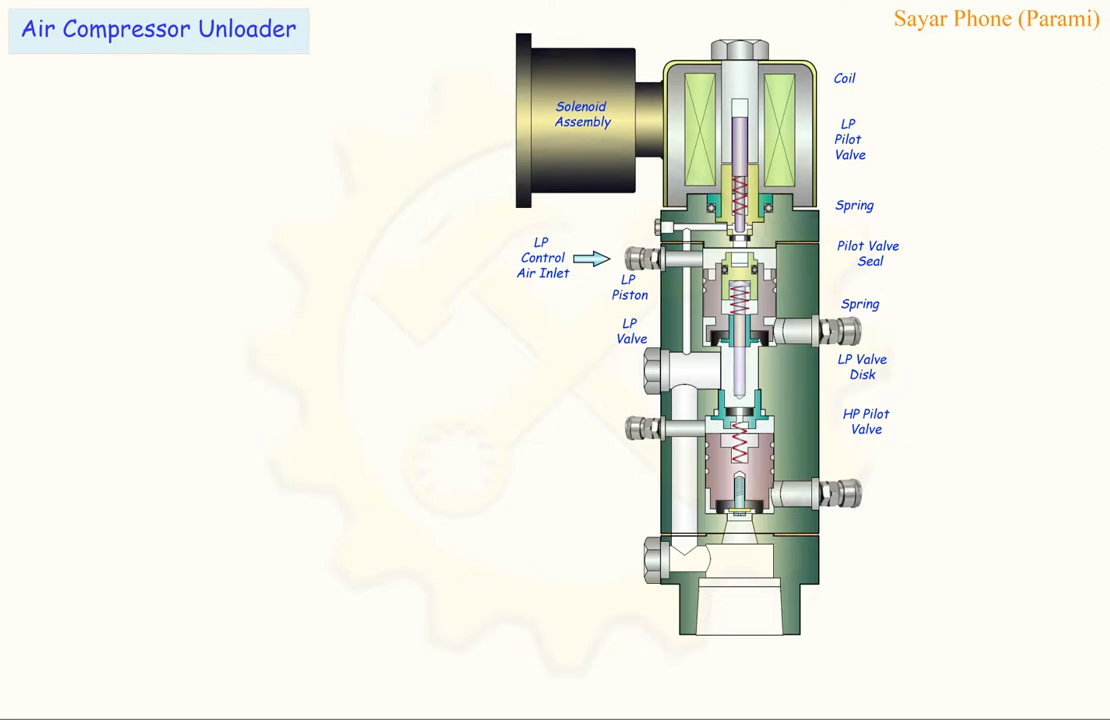 Air Compressor Unloader
Sayar Phone (Parami)
Solenoid
Assembly
Coil
LP
Pilot
Valve
Spring
LP
Control
Air Inlet
LP
Piston
Pilot Valve
Seal
Spring
LP
Valve
LP Valve
Disk
HP Pilot
Valve